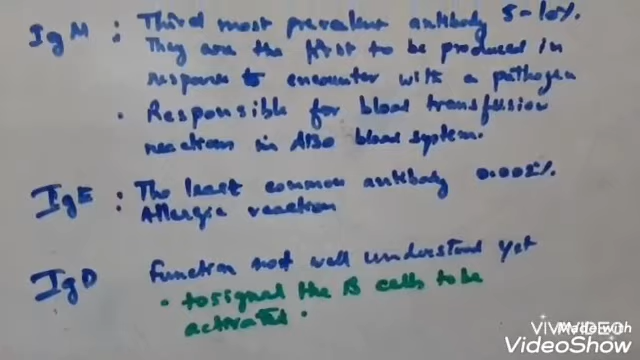 IgM : Third most prevalent antibody 5-10%.
They are the first to be produced in
response to encounter with a pathogen
• Responsible for blood transfusion
reactions in ABO blood system.
IgE : The least common antibody 0.002%.
Allergic reaction
IgD Function not well understood yet
• to signal the B cells to be
activated.
VIVAVIDEO
Made with
VideoShow